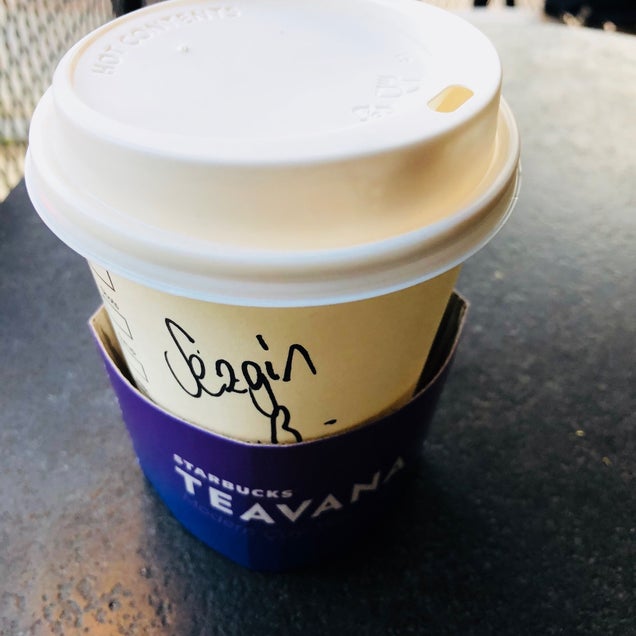 HOT CONTENTS
Sezgin
B.
STARBUCKS
TEAVANA